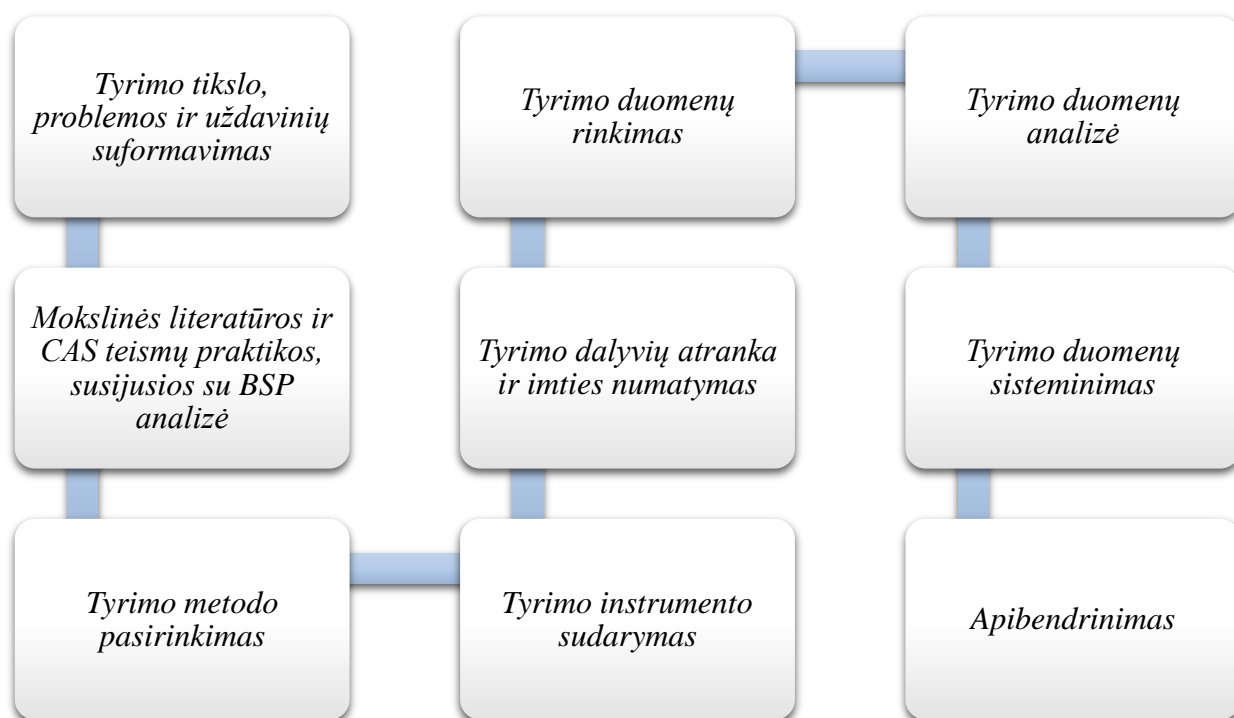 Tyrimo tikslo,
problemos ir uždavinių
suformavimas
Mokslinės literatūros ir
CAS teismų praktikos,
susijusios su BSP
analizė
Tyrimo metodo
pasirinkimas
Tyrimo instrumento
sudarymas
Tyrimo dalyvių atranka
ir imties numatymas
Tyrimo duomenų
rinkimas
Tyrimo duomenų
analizė
Tyrimo duomenų
sisteminimas
Apibendrinimas